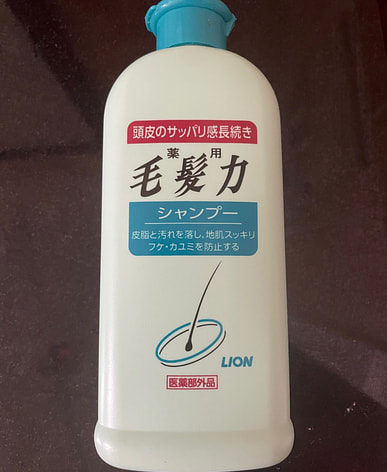 頭皮のサッパリ感長続き
薬用
毛髪力
シャンプー
皮脂と汚れを落し、地肌スッキリ
フケ・カユミを防止する
LION
医薬部外品